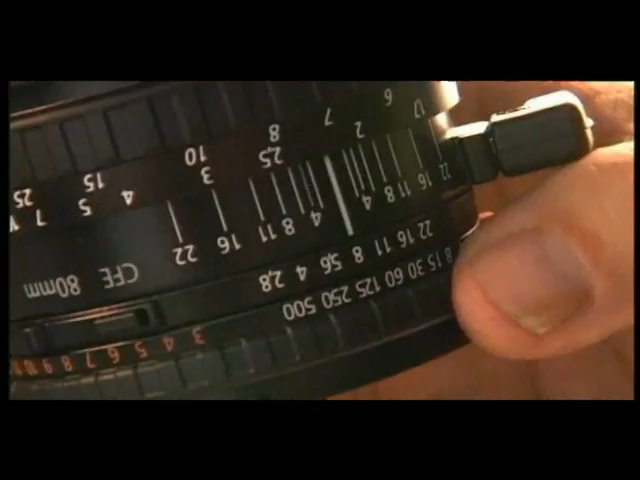 8 15 30 60 125 250 500 3 4 5 6 7 8 9 10
22 16 11 8 5.6 4 2.8
CFE 80mm
22 16 11 8 4 4 8 11 16 22
2 2,5 3 4 5 7
6 7 8 10 15 25